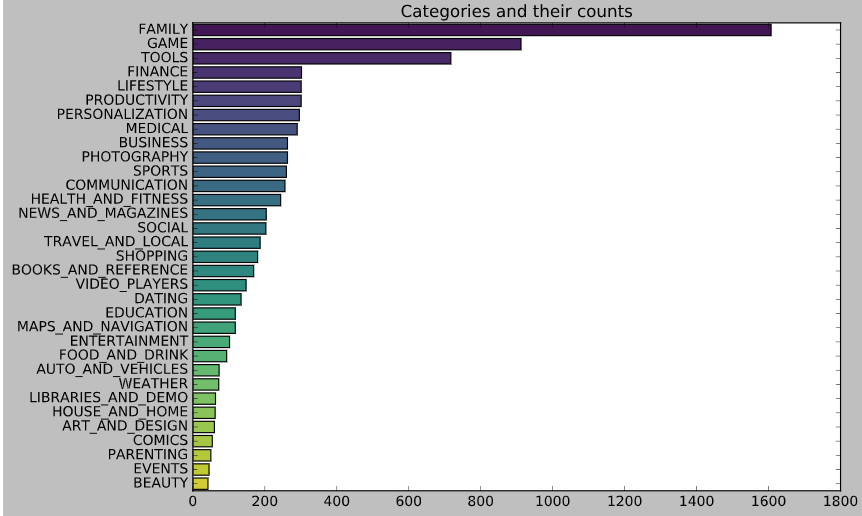 Categories and their counts
FAMILY
GAME
TOOLS
FINANCE
LIFESTYLE
PRODUCTIVITY
PERSONALIZATION
MEDICAL
BUSINESS
PHOTOGRAPHY
SPORTS
COMMUNICATION
HEALTH_AND_FITNESS
NEWS_AND_MAGAZINES
SOCIAL
TRAVEL_AND_LOCAL
SHOPPING
BOOKS_AND_REFERENCE
VIDEO_PLAYERS
DATING
EDUCATION
MAPS_AND_NAVIGATION
ENTERTAINMENT
FOOD_AND_DRINK
AUTO_AND_VEHICLES
WEATHER
LIBRARIES_AND_DEMO
HOUSE_AND_HOME
ART_AND_DESIGN
COMICS
PARENTING
EVENTS
BEAUTY
0 200 400 600 800 1000 1200 1400 1600 1800